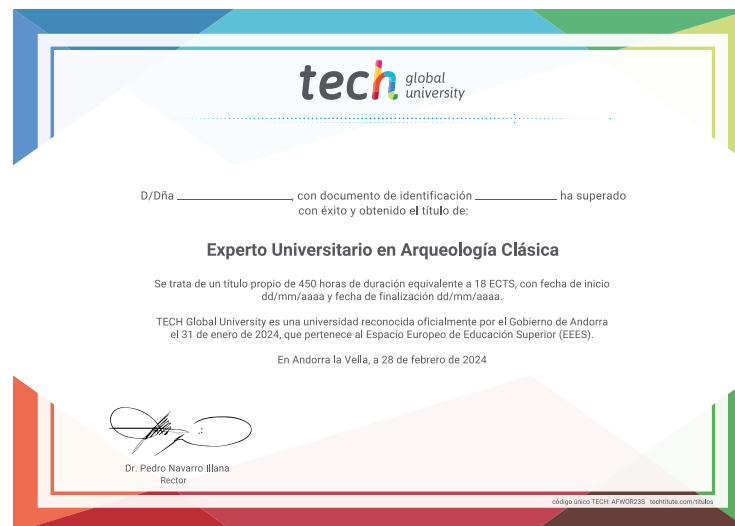 tech global university
D/Dña ____________, con documento de identificación __________ ha superado
con éxito y obtenido el título de:
Experto Universitario en Arqueología Clásica
Se trata de un título propio de 450 horas de duración equivalente a 18 ECTS, con fecha de inicio
dd/mm/aaaa y fecha de finalización dd/mm/aaaa.
TECH Global University es una universidad reconocida oficialmente por el Gobierno de Andorra
el 31 de enero de 2024, que pertenece al Espacio Europeo de Educación Superior (EEES).
En Andorra la Vella, a 28 de febrero de 2024
Dr. Pedro Navarro Illana
Rector
código único TECH: AFWOR23S techtitute.com/titulos